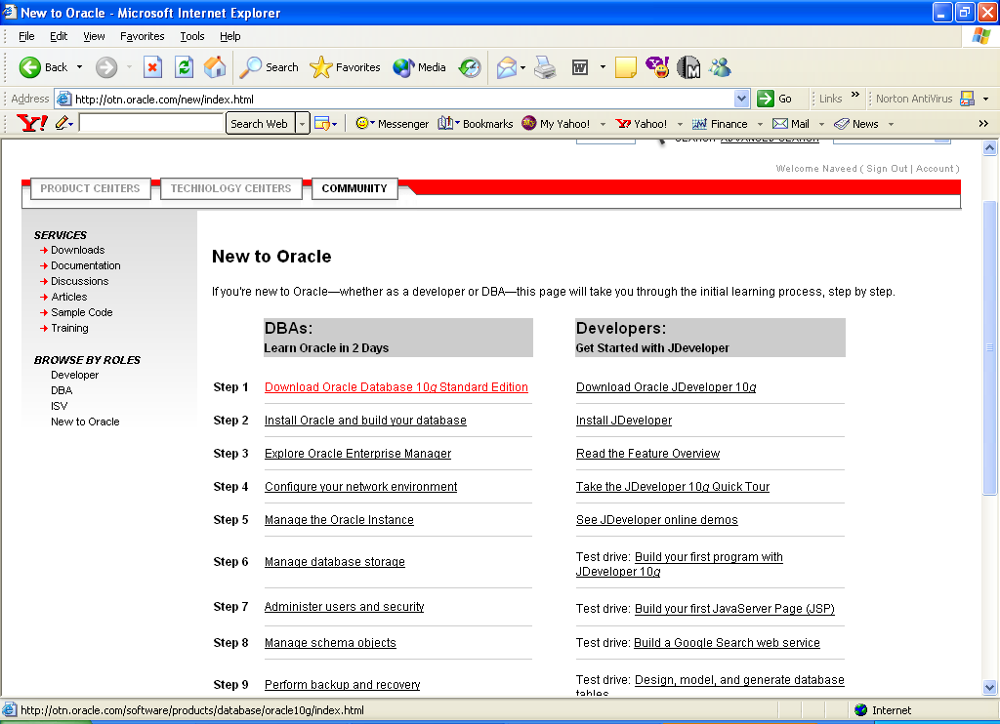 New to Oracle - Microsoft Internet Explorer
File Edit View Favorites Tools Help
Back Search Favorites Media
Address http://otn.oracle.com/new/index.html Go Links » Norton AntiVirus
Y! Search Web Messenger Bookmarks My Yahoo! Yahoo! Finance Mail News »
SEARCH ADVANCED SEARCH
Welcome Naveed ( Sign Out | Account )
PRODUCT CENTERS TECHNOLOGY CENTERS COMMUNITY
SERVICES
Downloads
Documentation
Discussions
Articles
Sample Code
Training
BROWSE BY ROLES
Developer
DBA
ISV
New to Oracle
New to Oracle
If you're new to Oracle—whether as a developer or DBA—this page will take you through the initial learning process, step by step.
DBAs: Developers:
Learn Oracle in 2 Days Get Started with JDeveloper
Step 1 Download Oracle Database 10g Standard Edition Download Oracle JDeveloper 10g
Step 2 Install Oracle and build your database Install JDeveloper
Step 3 Explore Oracle Enterprise Manager Read the Feature Overview
Step 4 Configure your network environment Take the JDeveloper 10g Quick Tour
Step 5 Manage the Oracle Instance See JDeveloper online demos
Step 6 Manage database storage Test drive: Build your first program with
JDeveloper 10g
Step 7 Administer users and security Test drive: Build your first JavaServer Page (JSP)
Step 8 Manage schema objects Test drive: Build a Google Search web service
Step 9 Perform backup and recovery Test drive: Design, model, and generate database
tables
http://otn.oracle.com/software/products/database/oracle10g/index.html Internet